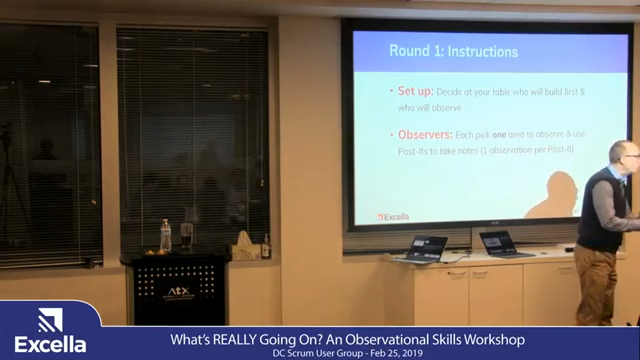 Round 1: Instructions
• Set up: Decide at your table who will build first &
who will observe
• Observers: Each pick one area to observe & use
Post-Its to take notes (1 observation per Post-It)
Excella
ATX
Excella
What's REALLY Going On? An Observational Skills Workshop
DC Scrum User Group - Feb 25, 2019